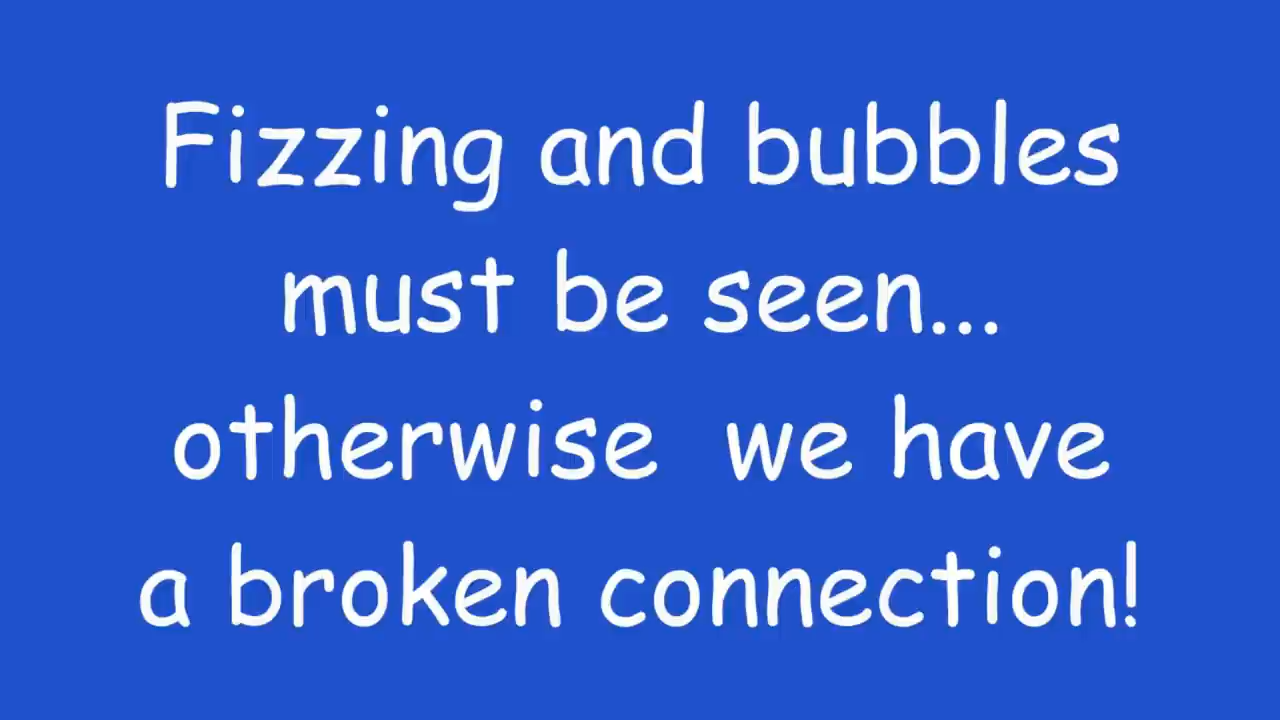 Fizzing and bubbles
must be seen...
otherwise  we have
a broken connection!